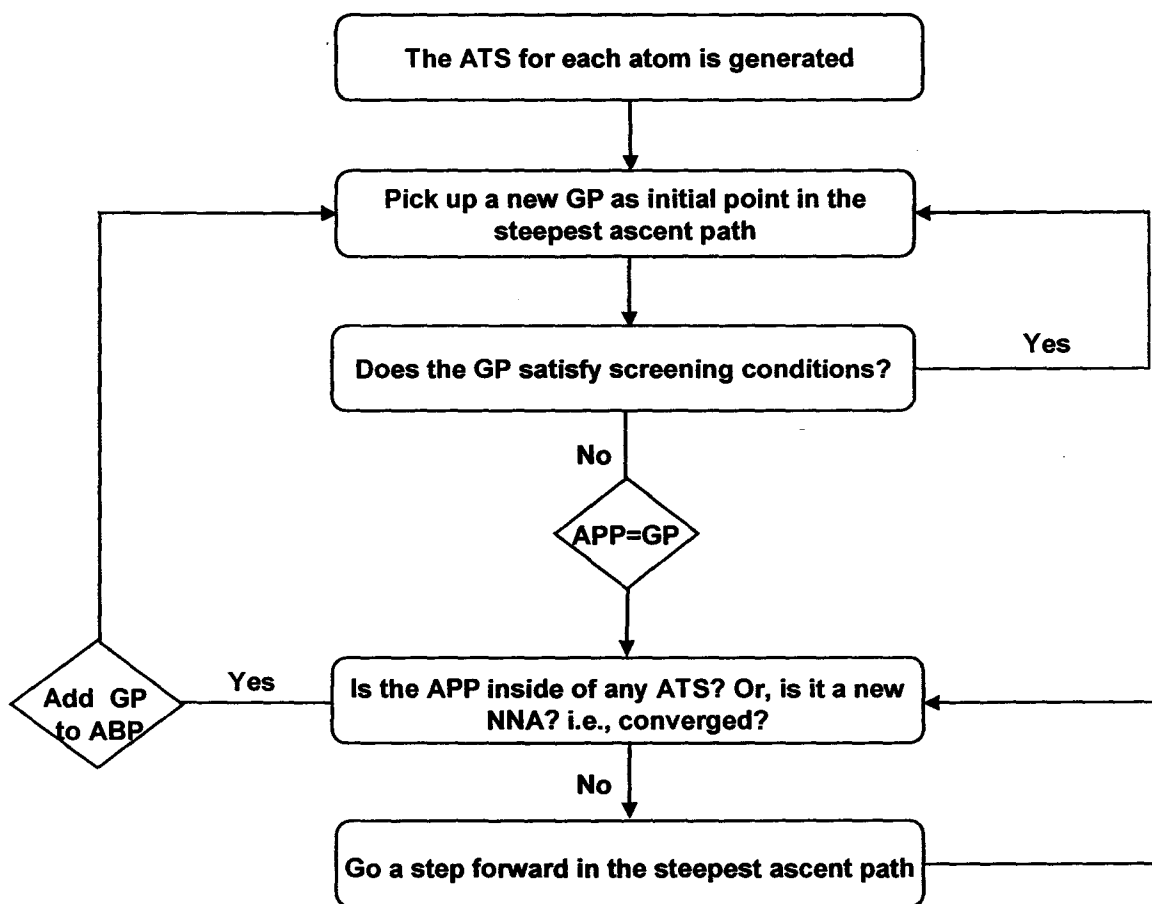 The ATS for each atom is generated
Pick up a new GP as initial point in the
steepest ascent path
Does the GP satisfy screening conditions?
Yes
No
APP=GP
Is the APP inside of any ATS? Or, is it a new
NNA? i.e., converged?
Yes
Add GP
to ABP
No
Go a step forward in the steepest ascent path